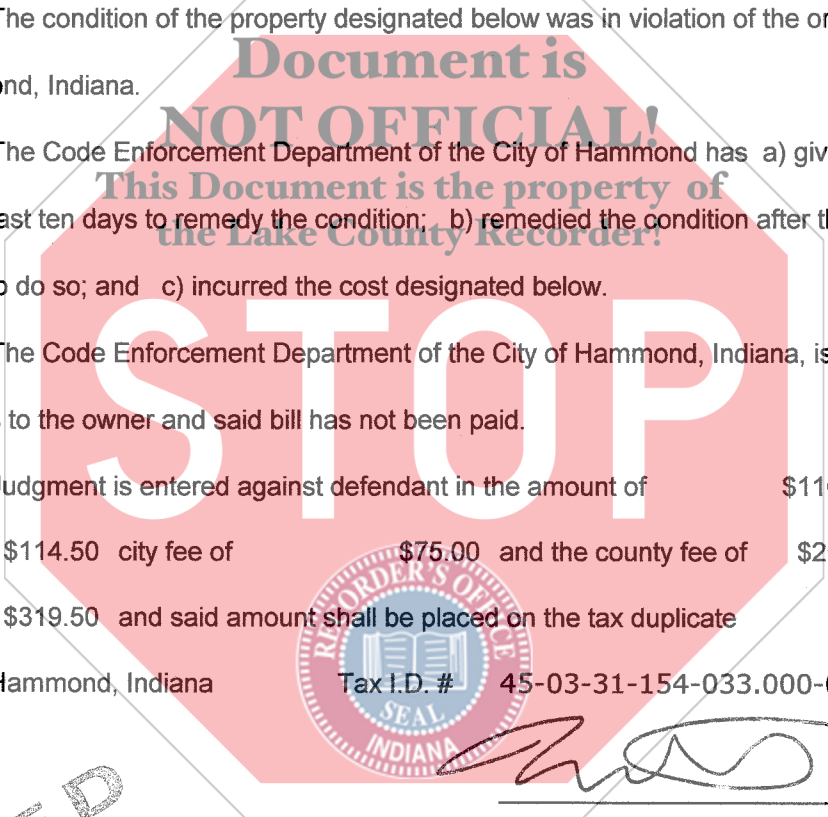 The condition of the property designated below was in violation of the or
Document is
ond, Indiana.
NOT OFFICIAL!
The Code Enforcement Department of the City of Hammond has a) giv
This Document is the property of
ast ten days to remedy the condition; b) remedied the condition after th
the Lake County Recorder!
o do so; and c) incurred the cost designated below.
STOP
The Code Enforcement Department of the City of Hammond, Indiana, is
to the owner and said bill has not been paid.
Judgment is entered against defendant in the amount of $11
$114.50 city fee of $75.00 and the county fee of $2
$319.50 and said amount shall be placed on the tax duplicate
Hammond, Indiana Tax I.D. # 45-03-31-154-033.000-
RECORDER'S OFFICE
SEAL
INDIANA
ED